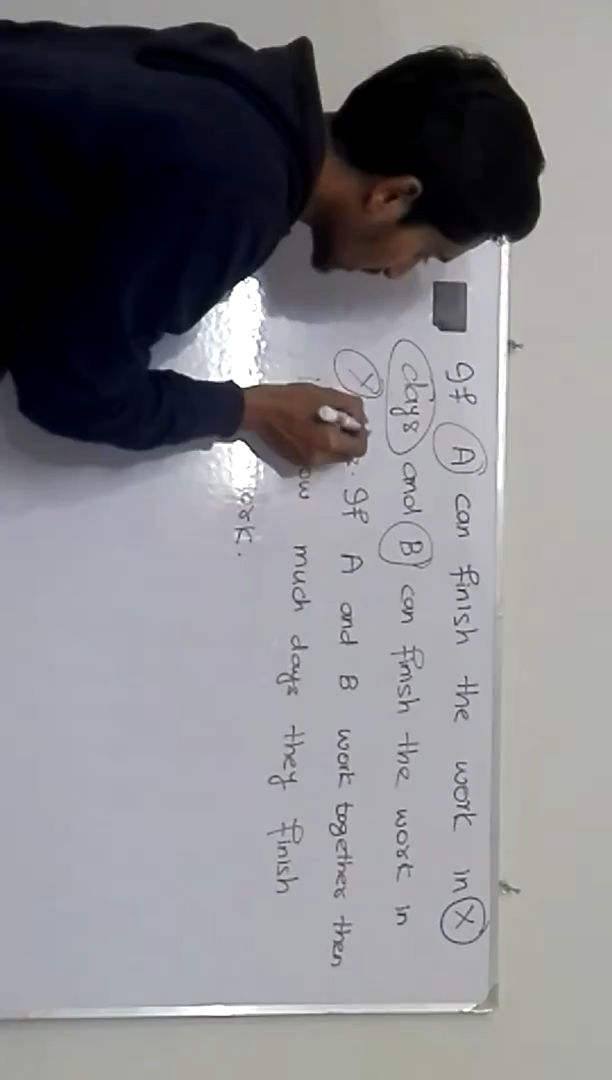 If A can finish the work in X
days and B can finish the work in
Y . If A and B work together then
much days they finish